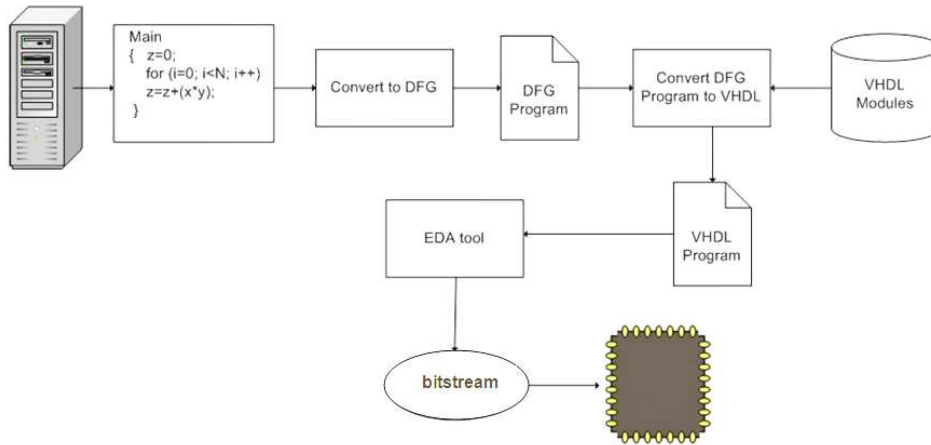 Main
{ z=0;
for (i=0; i<N; i++)
z=z+(x*y);
}
Convert to DFG
DFG
Program
Convert DFG
Program to VHDL
VHDL
Modules
EDA tool
VHDL
Program
bitstream